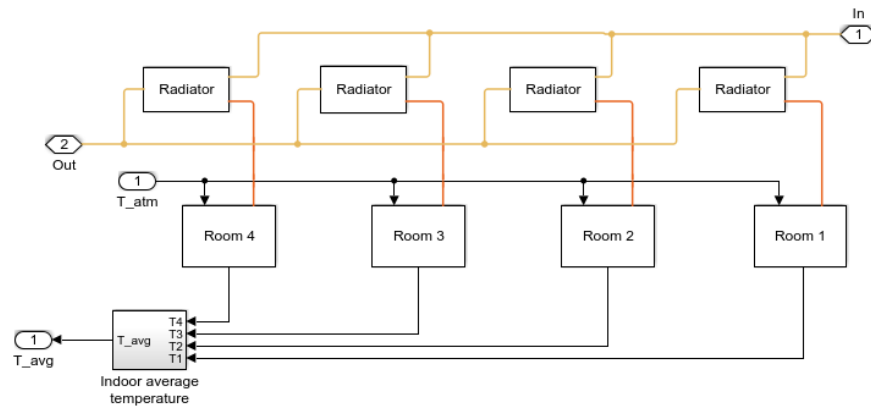 In
1
Radiator
Radiator
Radiator
Radiator
2
Out
1
T_atm
Room 4
Room 3
Room 2
Room 1
T_avg
T4
T3
T2
T1
1
T_avg
Indoor average
temperature